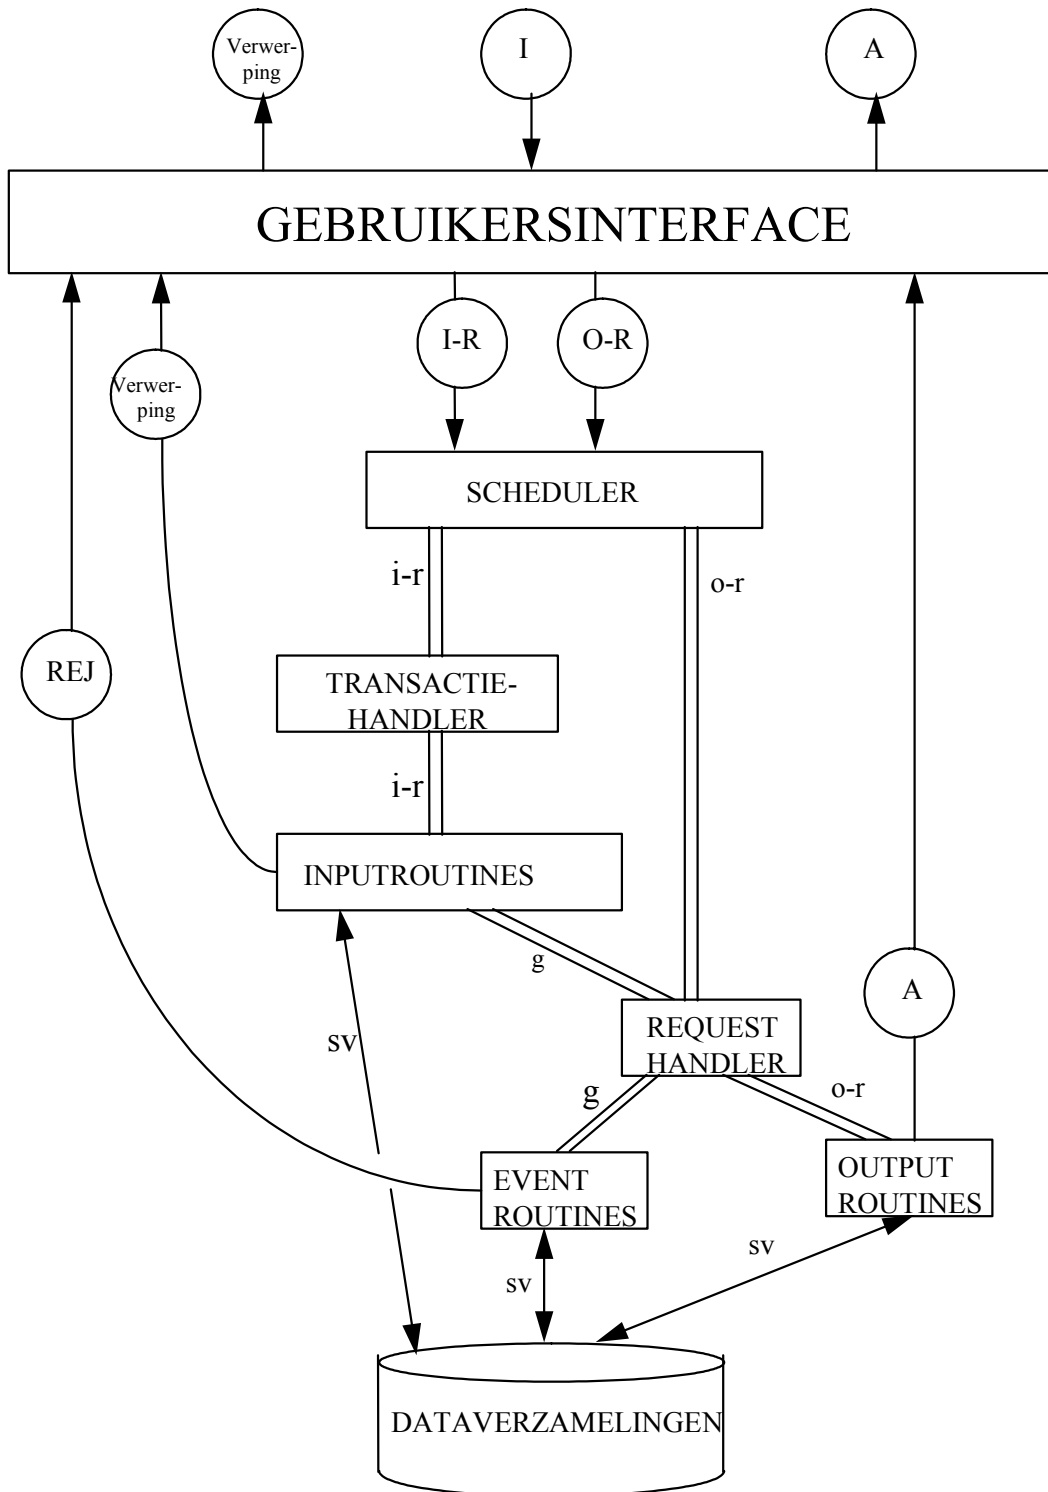 Verwer-
ping
I
A
GEBRUIKERSINTERFACE
I-R
O-R
Verwer-
ping
SCHEDULER
i-r
o-r
REJ
TRANSACTIE-
HANDLER
i-r
INPUTROUTINES
g
A
sv
REQUEST
HANDLER
g
o-r
EVENT
ROUTINES
OUTPUT
ROUTINES
sv
sv
DATAVERZAMELINGEN